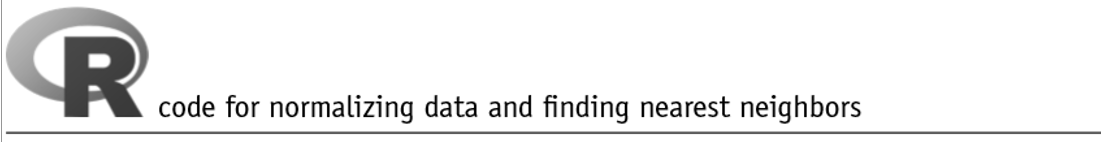 R code for normalizing data and finding nearest neighbors